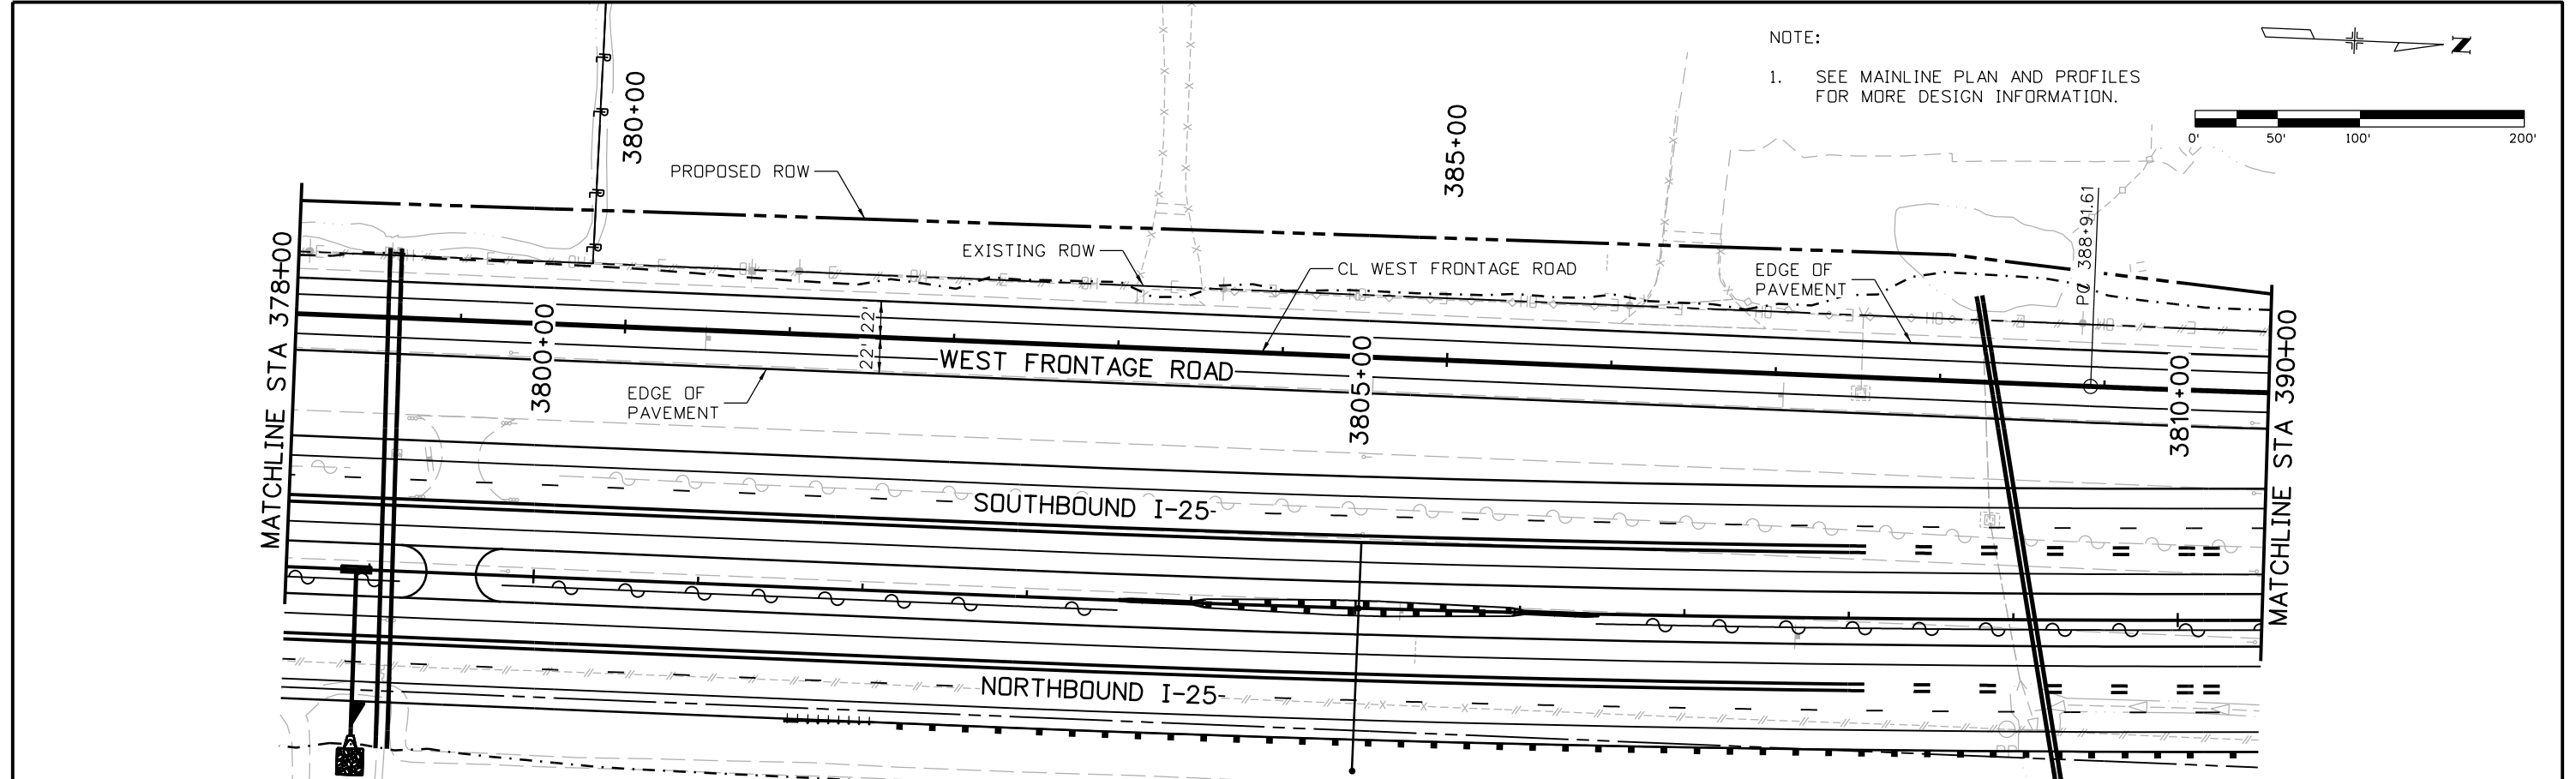 NOTE:
1. SEE MAINLINE PLAN AND PROFILES
FOR MORE DESIGN INFORMATION.
N
0' 50' 100' 200'
380+00
385+00
PROPOSED ROW
EXISTING ROW
CL WEST FRONTAGE ROAD
EDGE OF
PAVEMENT
388+91.61
MATCHLINE STA 378+00
3800+00
22'
22'
WEST FRONTAGE ROAD
3805+00
3810+00
MATCHLINE STA 390+00
EDGE OF
PAVEMENT
SOUTHBOUND I-25
NORTHBOUND I-25